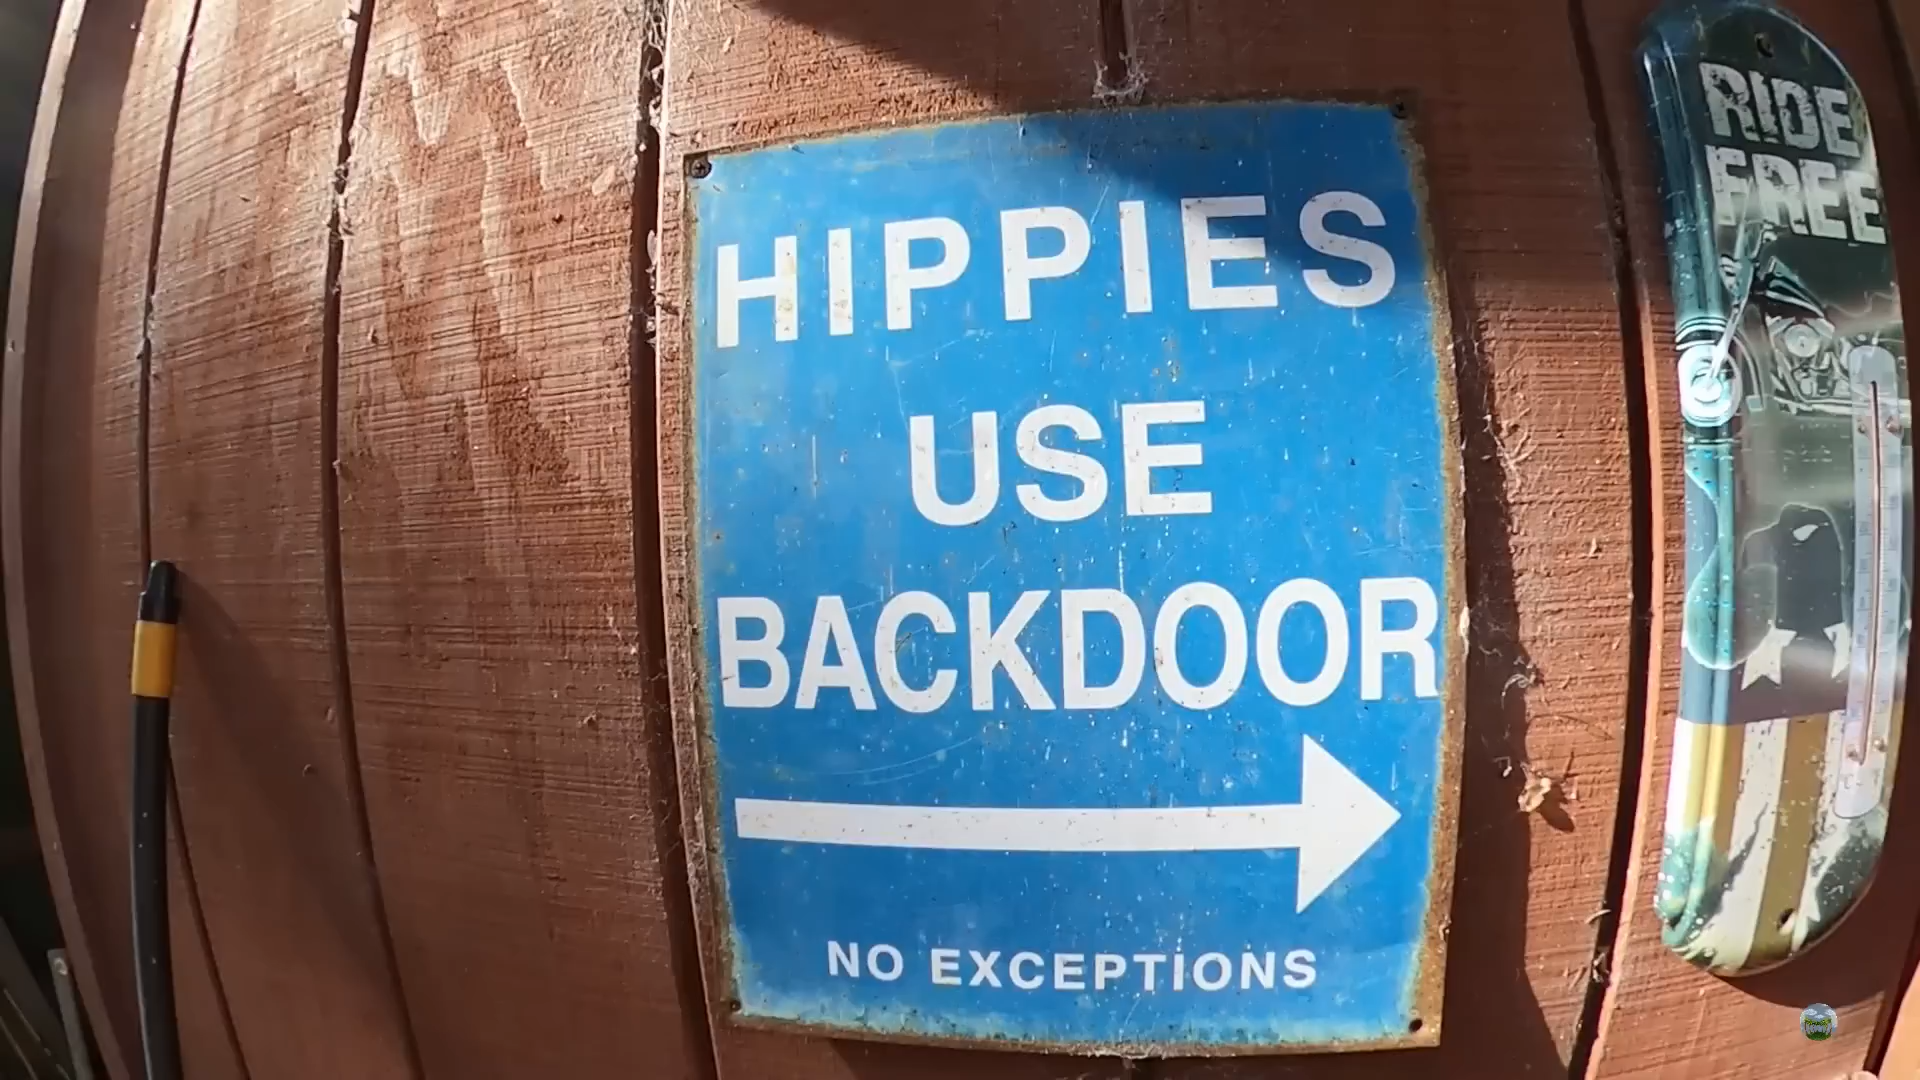 HIPPIES
USE
BACKDOOR
NO EXCEPTIONS
RIDE
FREE